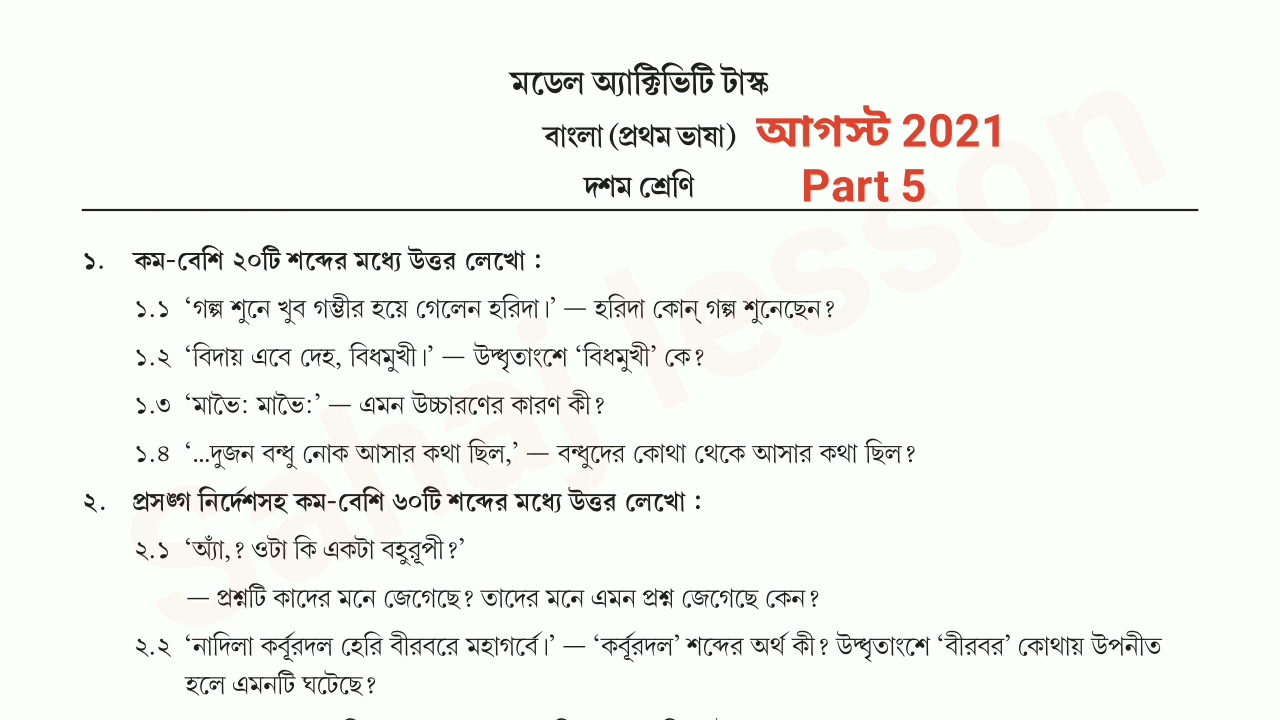 মডেল অ্যাক্টিভিটি টাস্ক
বাংলা (প্রথম ভাষা) আগস্ট 2021
দশম শ্রেণি Part 5
১. কম-বেশি ২০টি শব্দের মধ্যে উত্তর লেখো :
১.১ ‘গল্প শুনে খুব গম্ভীর হয়ে গেলেন হরিদা।’ — হরিদা কোন্ গল্প শুনেছেন?
১.২ ‘বিদায় এবে দেহ, বিধমুখী।’ — উদ্ধৃতাংশে ‘বিধমুখী’ কে?
১.৩ ‘মাভৈ: মাভৈ:’ — এমন উচ্চারণের কারণ কী?
১.৪ ‘...দুজন বন্ধু নোক আসার কথা ছিল,’ — বন্ধুদের কোথা থেকে আসার কথা ছিল?
২. প্রসঙ্গ নির্দেশসহ কম-বেশি ৬০টি শব্দের মধ্যে উত্তর লেখো :
২.১ ‘অ্যাঁ,? ওটা কি একটা বহুরূপী?’
— প্রশ্নটি কাদের মনে জেগেছে? তাদের মনে এমন প্রশ্ন জেগেছে কেন?
২.২ ‘নাদিলা কর্বূরদল হেরি বীরবরে মহাগর্বে।’ — ‘কর্বূরদল’ শব্দের অর্থ কী? উদ্ধৃতাংশে ‘বীরবর’ কোথায় উপনীত
হলে এমনটি ঘটেছে?
Sahaj lesson